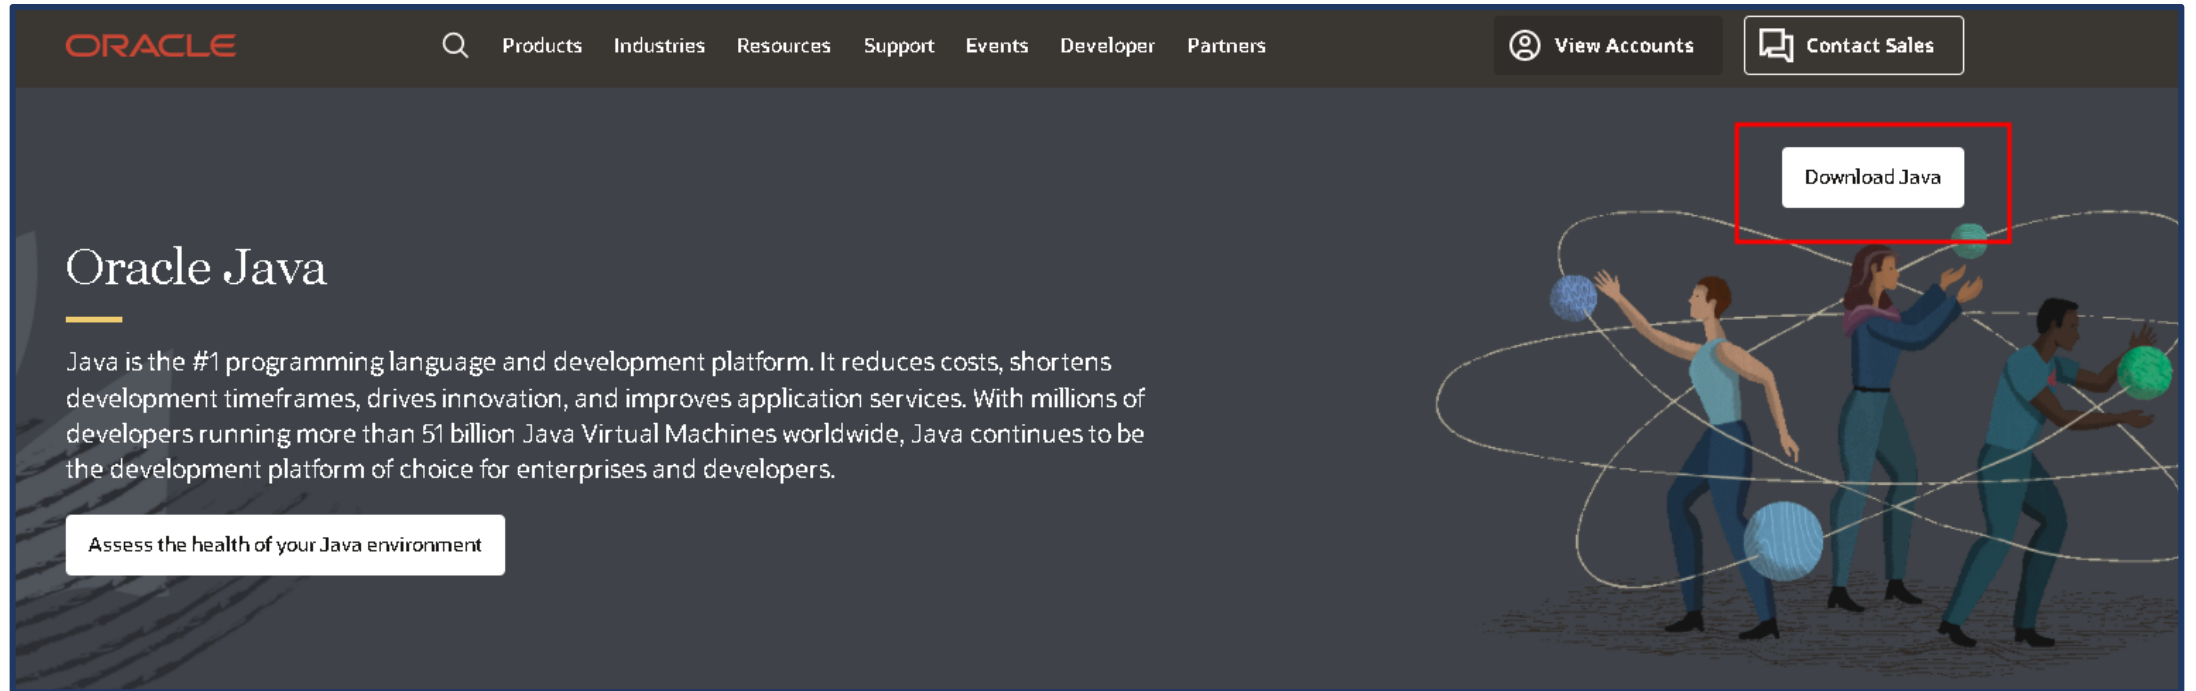 ORACLE
Products Industries Resources Support Events Developer Partners
View Accounts
Contact Sales
Download Java
Oracle Java
Java is the #1 programming language and development platform. It reduces costs, shortens
development timeframes, drives innovation, and improves application services. With millions of
developers running more than 51 billion Java Virtual Machines worldwide, Java continues to be
the development platform of choice for enterprises and developers.
Assess the health of your Java environment